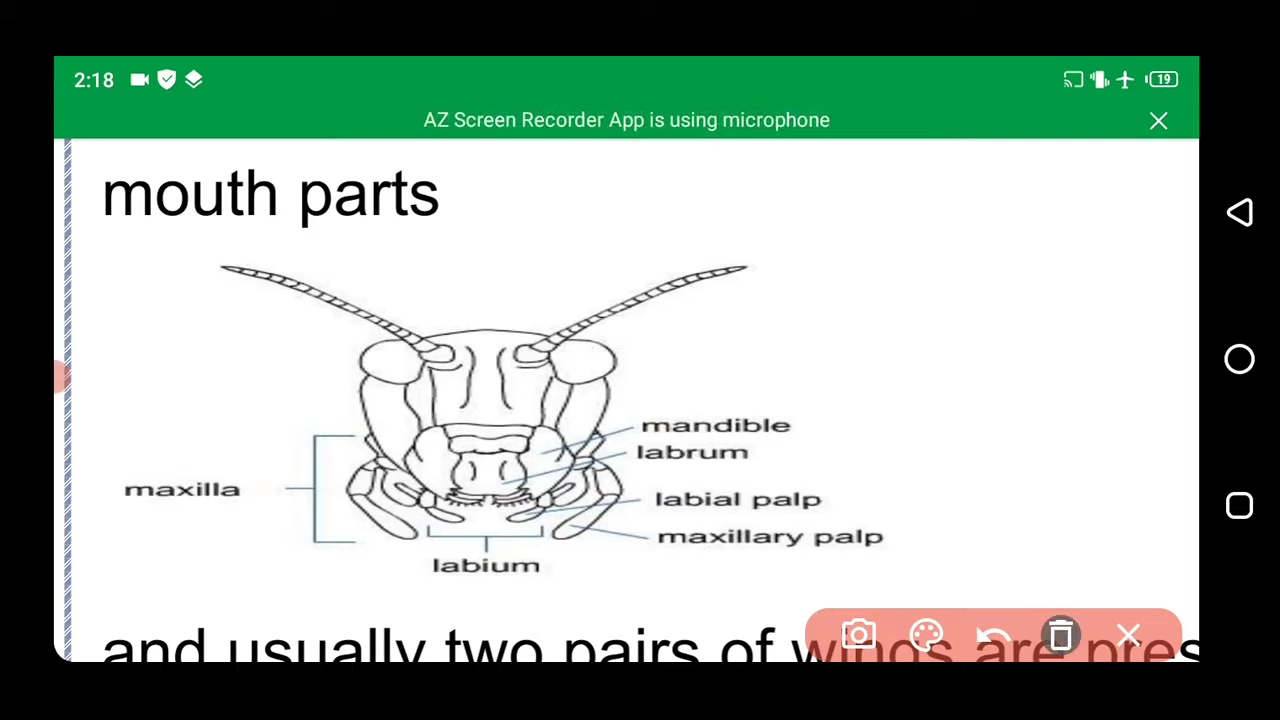 2:18
19
AZ Screen Recorder App is using microphone
mouth parts
mandible
labrum
maxilla
labial palp
maxillary palp
labium
and usually two pairs of wings are pres